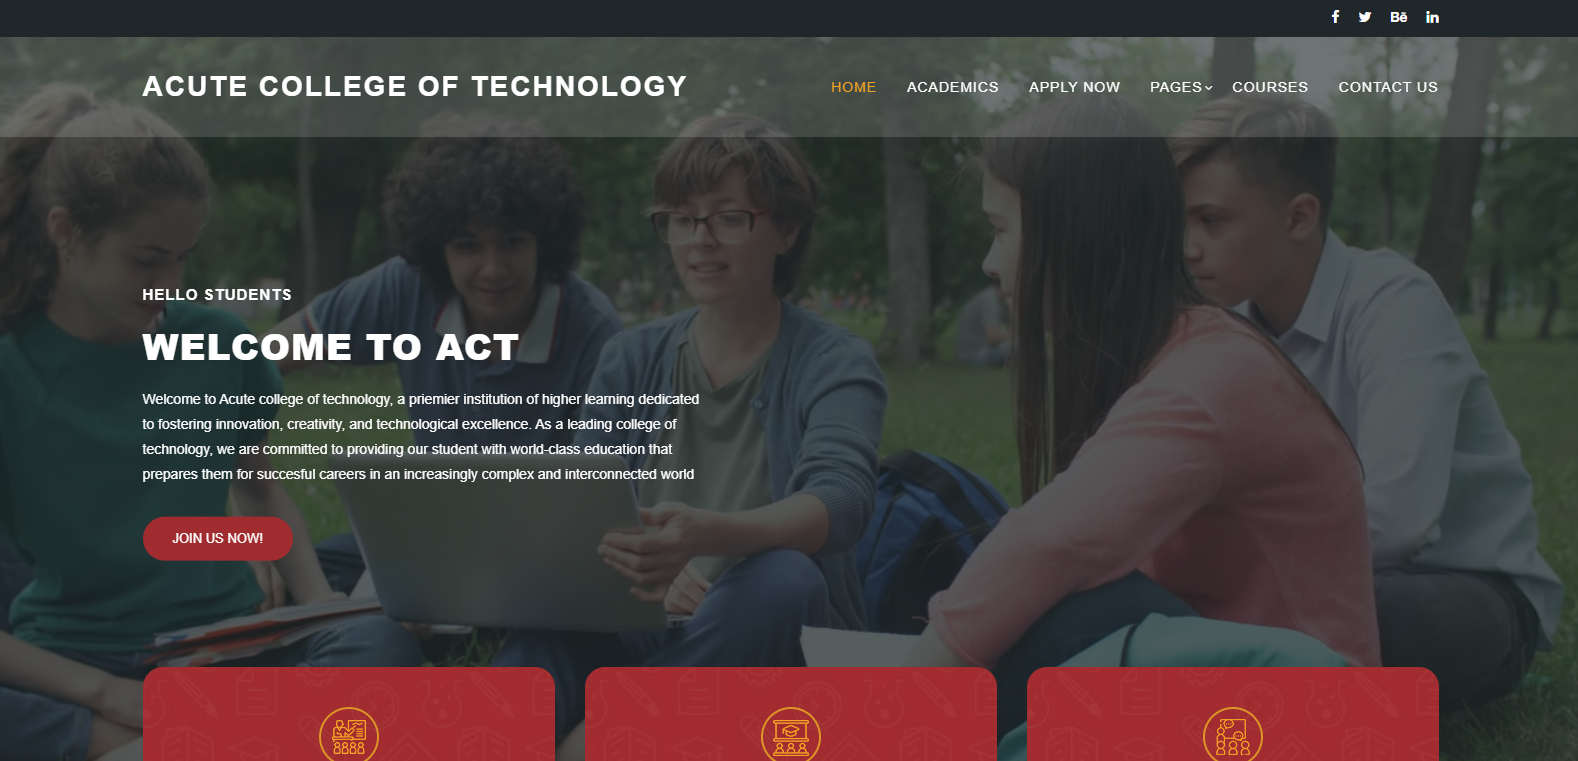 Bē
ACUTE COLLEGE OF TECHNOLOGY
HOME ACADEMICS APPLY NOW PAGES COURSES CONTACT US
HELLO STUDENTS
WELCOME TO ACT
Welcome to Acute college of technology, a priemier institution of higher learning dedicated
to fostering innovation, creativity, and technological excellence. As a leading college of
technology, we are committed to providing our student with world-class education that
prepares them for succesful careers in an increasingly complex and interconnected world
JOIN US NOW!